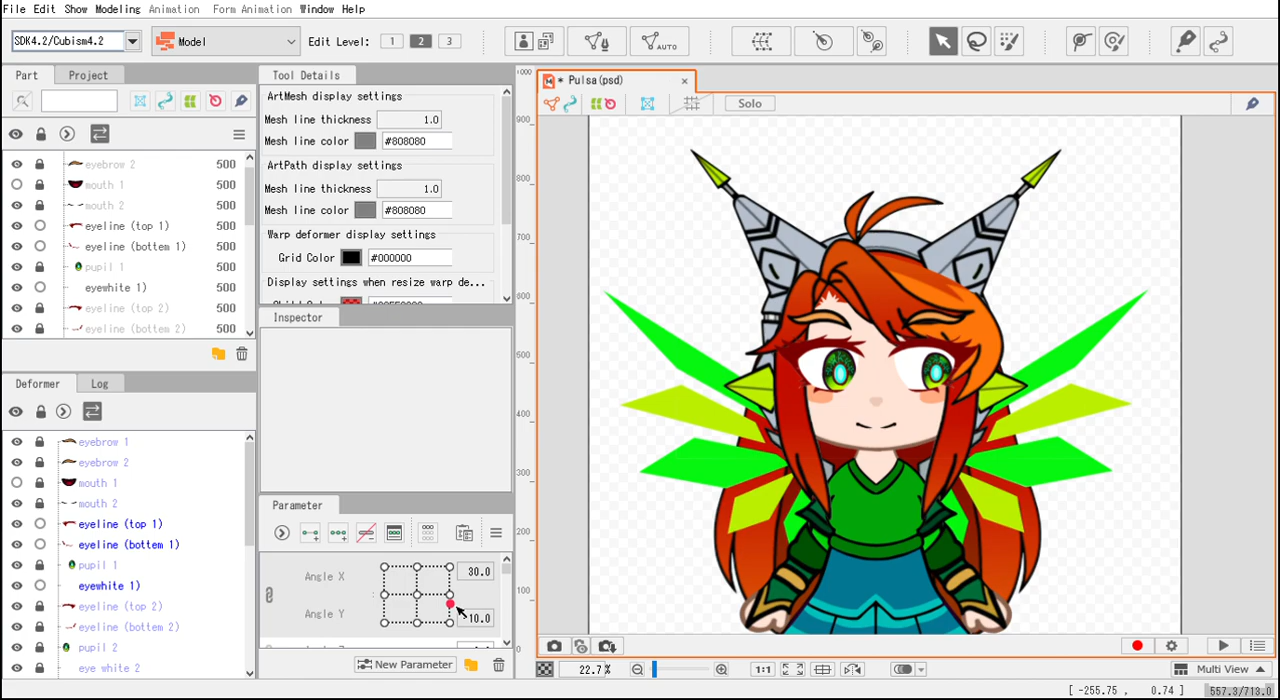 File Edit Show Modeling Animation Form Animation Window Help
SDK4.2/Cubism4.2 Model Edit Level: 1 2 3 AUTO
Part Project
500
eyebrow 2 500
mouth 1 500
mouth 2 500
eyeline (top 1) 500
eyeline (bottem 1) 500
pupil 1 500
eyewhite 1) 500
eyeline (top 2) 500
eyeline (bottem 2) 500
Deformer Log
eyebrow 1
eyebrow 2
mouth 1
mouth 2
eyeline (top 1)
eyeline (bottem 1)
pupil 1
eyewhite 1)
eyeline (top 2)
eyeline (bottem 2)
pupil 2
eye white 2
Tool Details
ArtMesh display settings
Mesh line thickness 1.0
Mesh line color #808080
ArtPath display settings
Mesh line thickness 1.0
Mesh line color #808080
Warp deformer display settings
Grid Color #000000
Display settings when resize warp de...
Inspector
Parameter
Angle X 30.0
Angle Y 10.0
New Parameter
* Pulsa(psd)
Solo
900
800
700
600
500
400
300
200
100
0
22.7% 1:1 Multi View
[ -255.75 , 0.74 ] 557.3/713.0